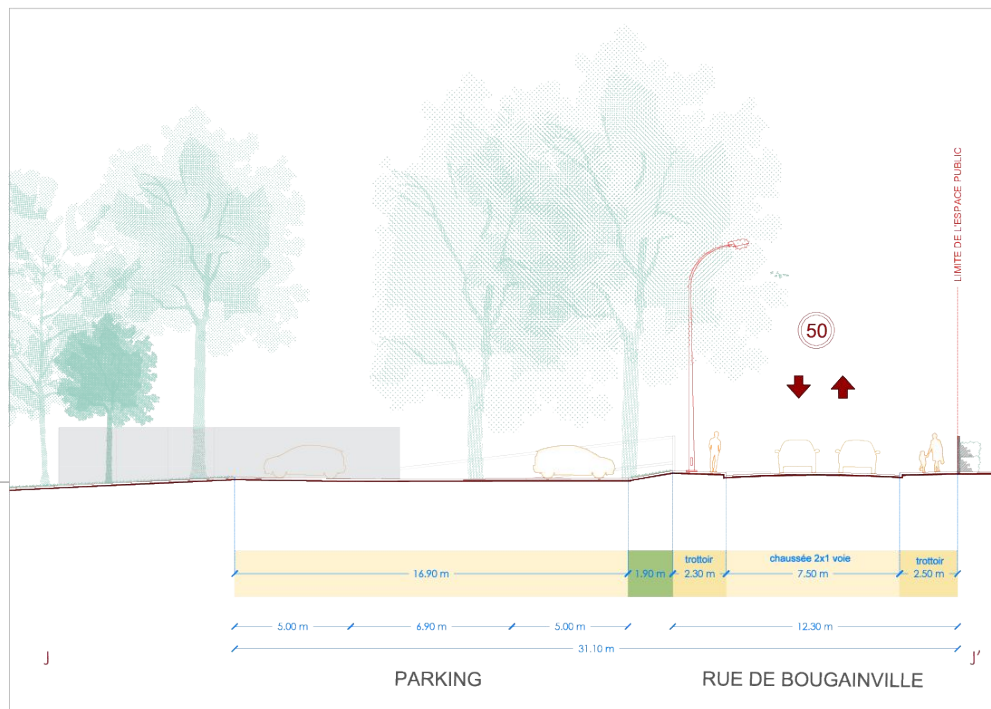 LIMITE DE L'ESPACE PUBLIC
50
trottoir
chaussée 2x1 voie
trottoir
16.90 m
1.90 m
2.30 m
7.50 m
2.50 m
5.00 m
6.90 m
5.00 m
12.30 m
31.10 m
J
J'
PARKING
RUE DE BOUGAINVILLE